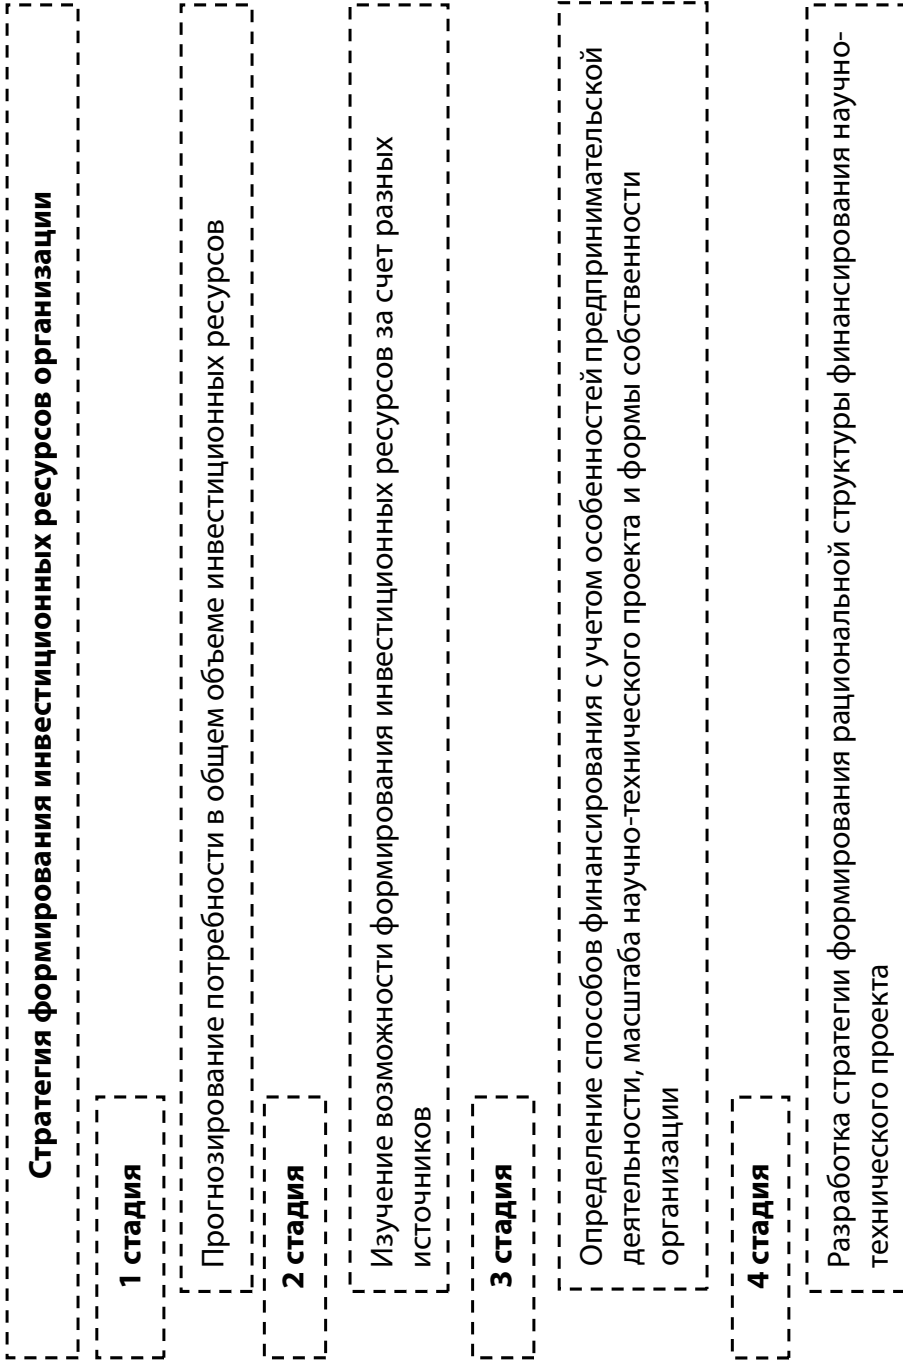 Стратегия формирования инвестиционных ресурсов организации
1 стадия
Прогнозирование потребности в общем объеме инвестиционных ресурсов
2 стадия
Изучение возможности формирования инвестиционных ресурсов за счет разных
источников
3 стадия
Определение способов финансирования с учетом особенностей предпринимательской
деятельности, масштаба научно-технического проекта и формы собственности
организации
4 стадия
Разработка стратегии формирования рациональной структуры финансирования научно-
технического проекта